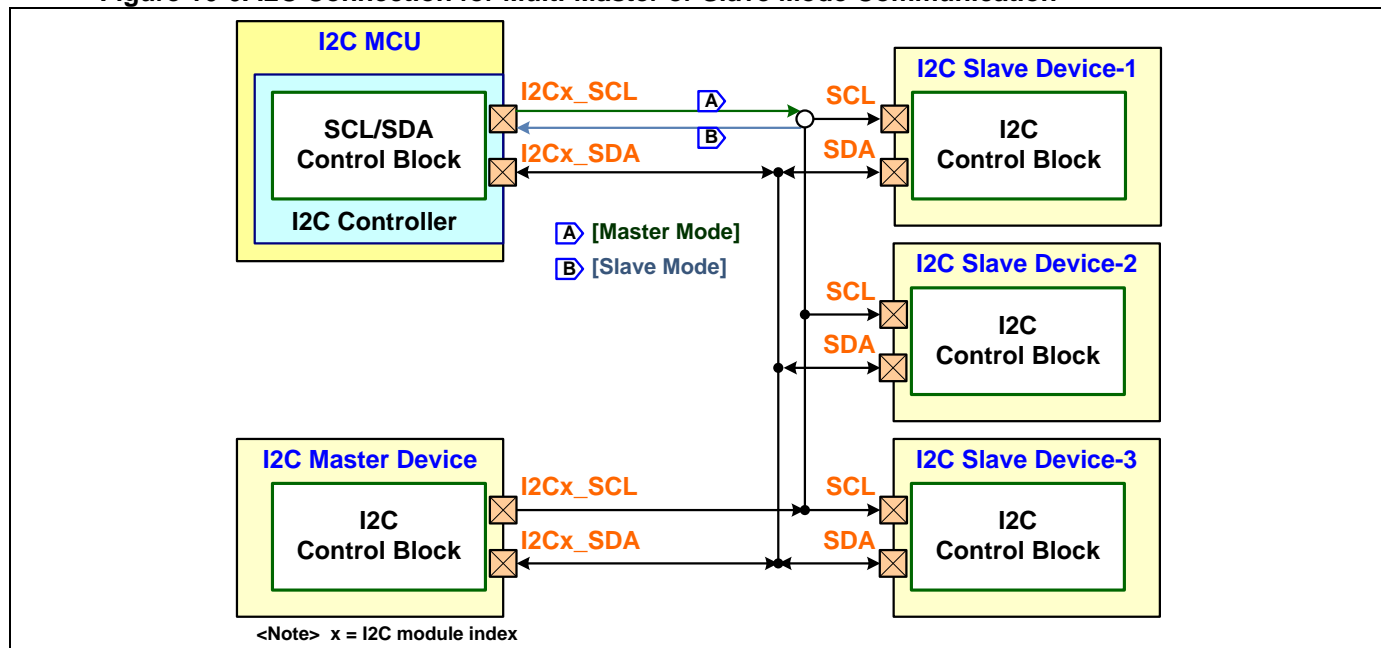 I2C MCU
SCL/SDA
Control Block
I2C Controller
I2Cx_SCL
A
B
I2Cx_SDA
A [Master Mode]
B [Slave Mode]
I2C Slave Device-1
SCL
SDA
I2C
Control Block
I2C Slave Device-2
SCL
SDA
I2C
Control Block
I2C Master Device
I2C
Control Block
I2Cx_SCL
I2Cx_SDA
I2C Slave Device-3
SCL
SDA
I2C
Control Block
<Note> x = I2C module index